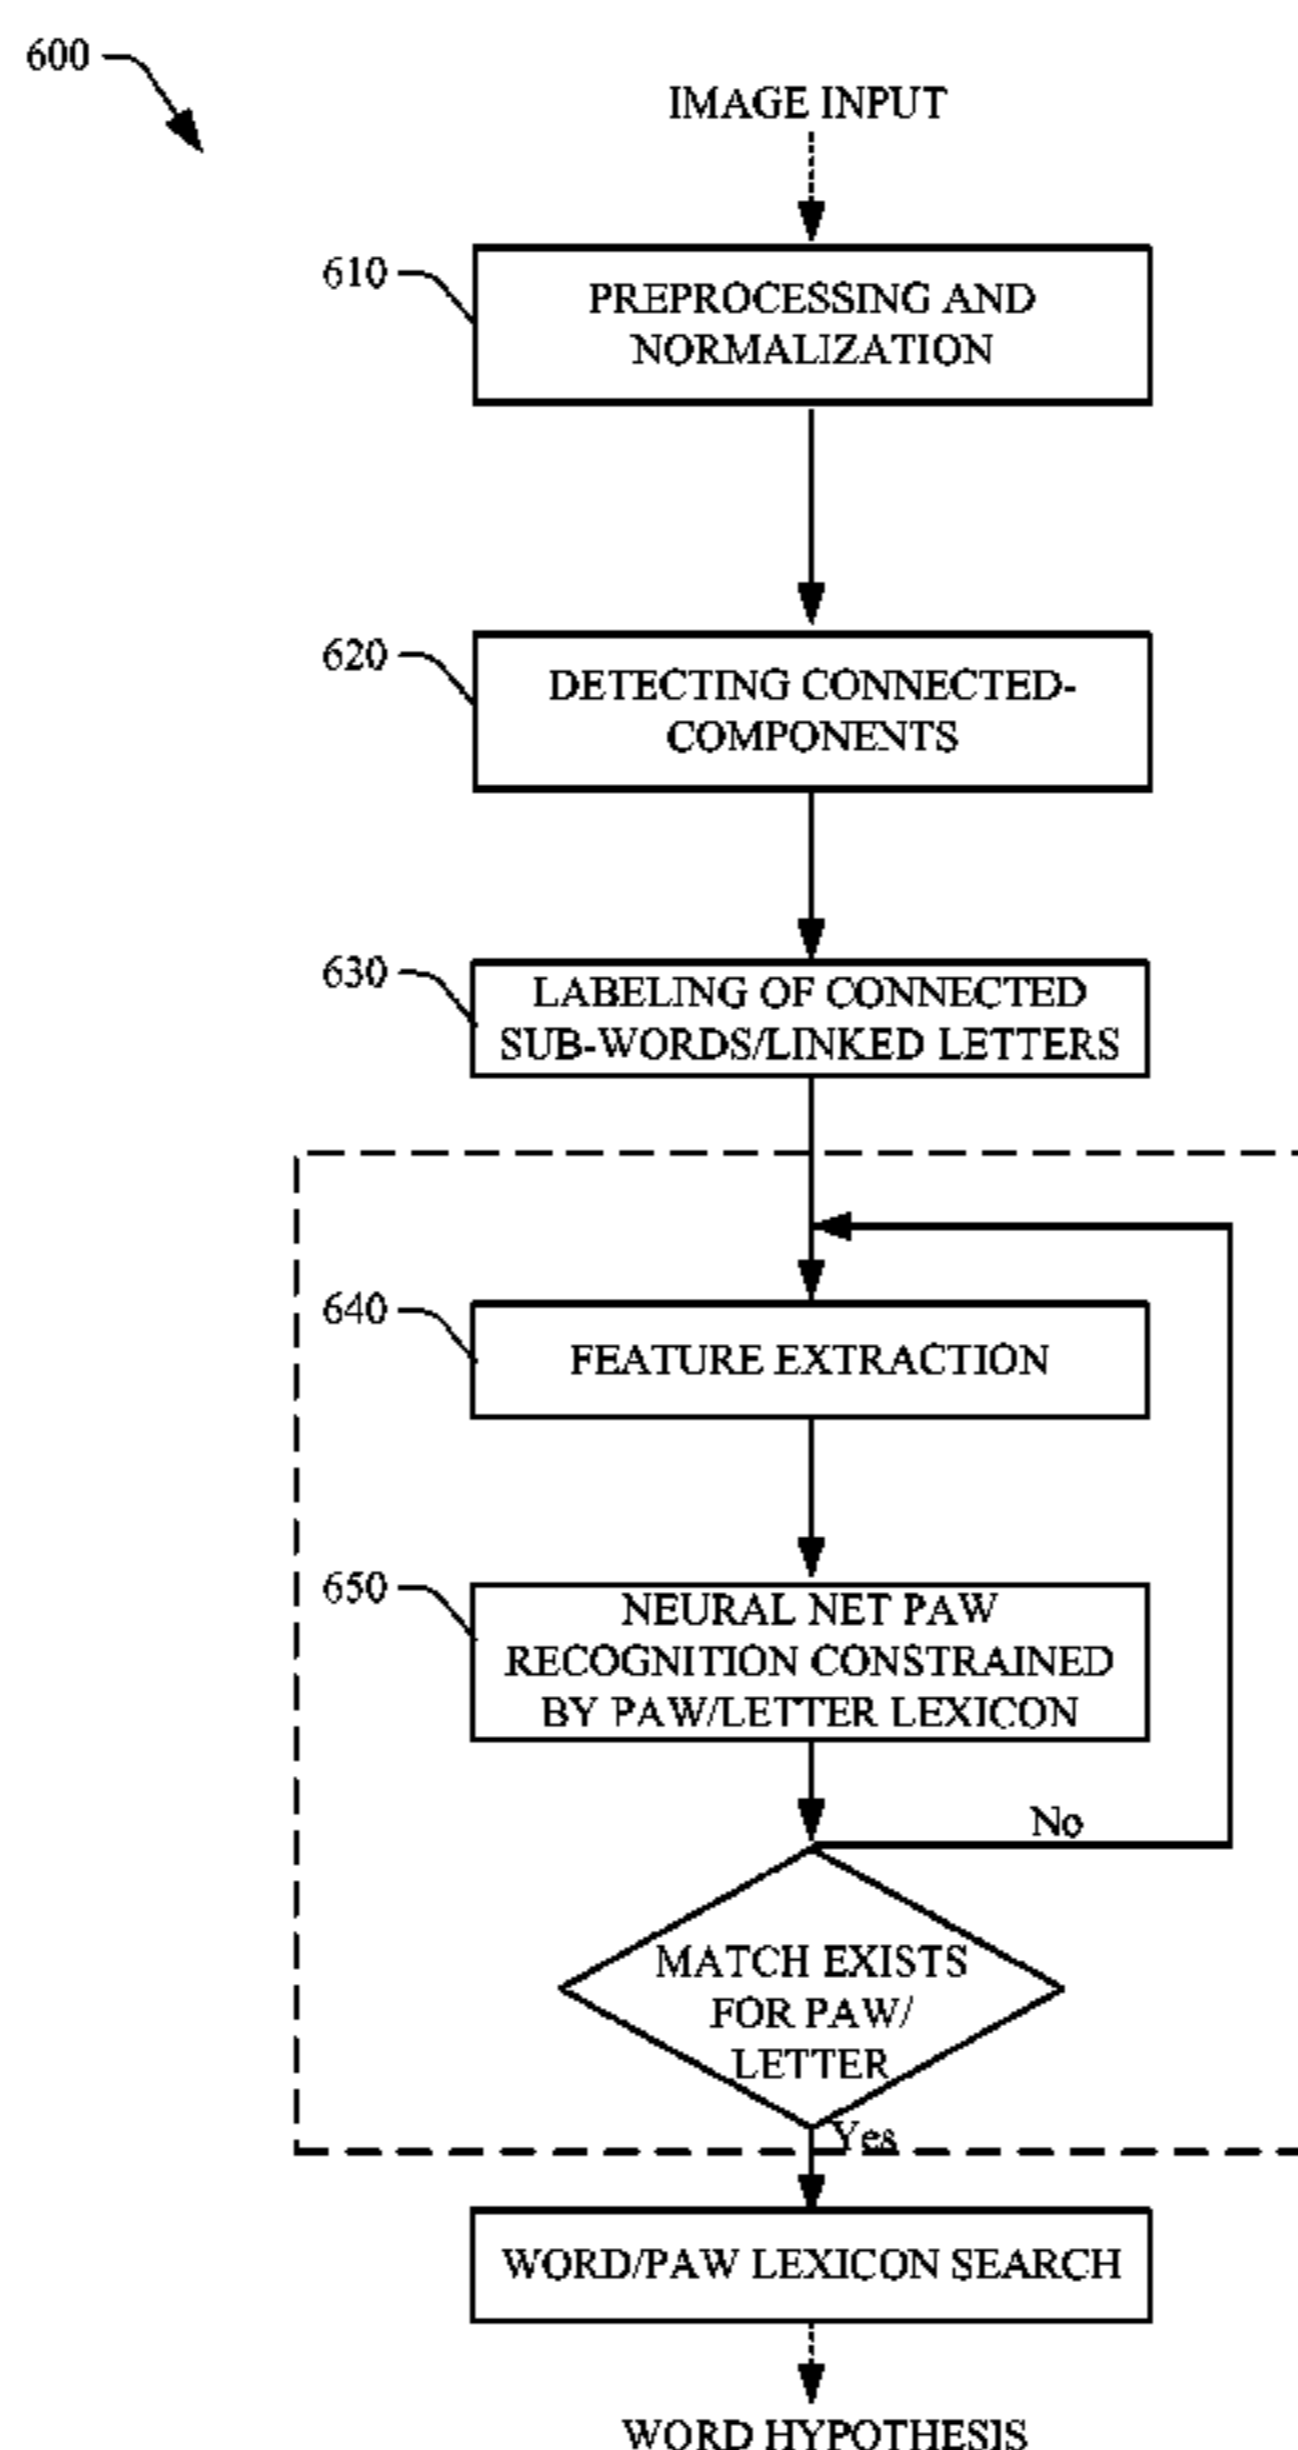 600
IMAGE INPUT
610
PREPROCESSING AND
NORMALIZATION
620
DETECTING CONNECTED-
COMPONENTS
630
LABELING OF CONNECTED
SUB-WORDS/LINKED LETTERS
640
FEATURE EXTRACTION
650
NEURAL NET PAW
RECOGNITION CONSTRAINED
BY PAW/LETTER LEXICON
No
MATCH EXISTS
FOR PAW/
LETTER
Yes
WORD/PAW LEXICON SEARCH
WORD HYPOTHESIS